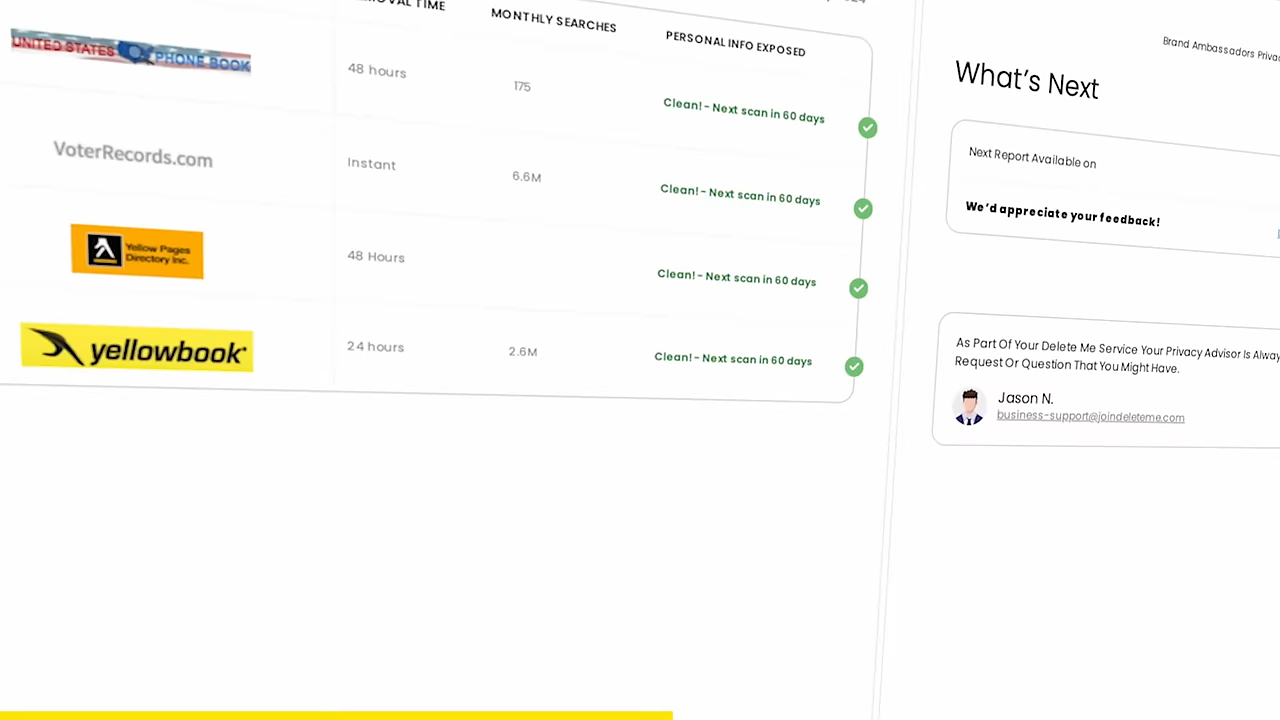 REMOVAL TIME
MONTHLY SEARCHES
PERSONAL INFO EXPOSED
UNITED STATES PHONE BOOK
48 hours
175
Clean! - Next scan in 60 days
VoterRecords.com
Instant
6.6M
Clean! - Next scan in 60 days
Yellow Pages
Directory Inc.
48 Hours
Clean! - Next scan in 60 days
yellowbook
24 hours
2.6M
Clean! - Next scan in 60 days
Brand Ambassadors
What's Next
Next Report Available on
We'd appreciate your feedback!
As Part Of Your Delete Me Service Your Privacy Advisor Is
Request Or Question That You Might Have.
Jason N.
business-support@joindeleteme.com